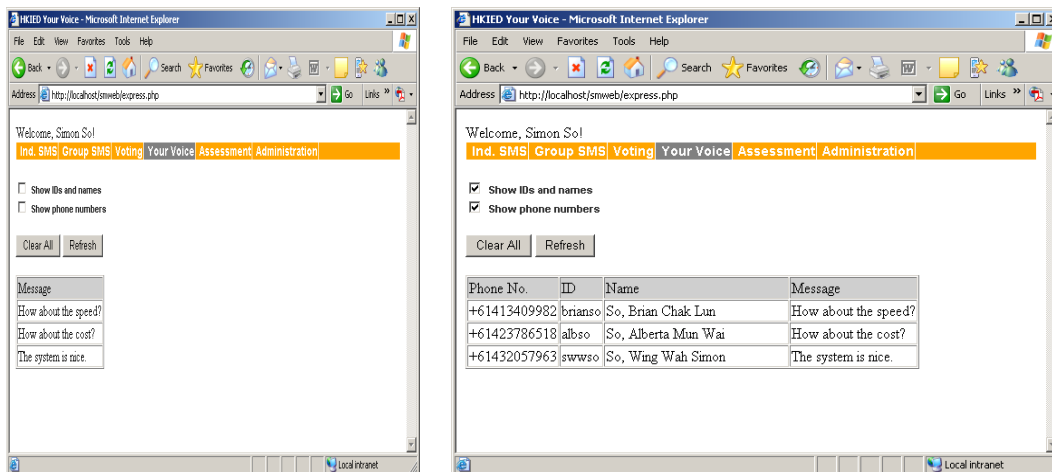 HKIED Your Voice - Microsoft Internet Explorer
File Edit View Favorites Tools Help
Back Search Favorites
Address http://localhost/smweb/express.php Go Links »
Welcome, Simon So!
Ind. SMS Group SMS Voting Your Voice Assessment Administration
Show IDs and names
Show phone numbers
Clear All Refresh
Message
How about the speed?
How about the cost?
The system is nice.
Local intranet
HKIED Your Voice - Microsoft Internet Explorer
File Edit View Favorites Tools Help
Back Search Favorites
Address http://localhost/smweb/express.php Go Links »
Welcome, Simon So!
Ind. SMS Group SMS Voting Your Voice Assessment Administration
Show IDs and names
Show phone numbers
Clear All Refresh
Phone No. ID Name Message
+61413409982 brianso So, Brian Chak Lun How about the speed?
+61423786518 albso So, Alberta Mun Wai How about the cost?
+61432057963 swwso So, Wing Wah Simon The system is nice.
Local intranet